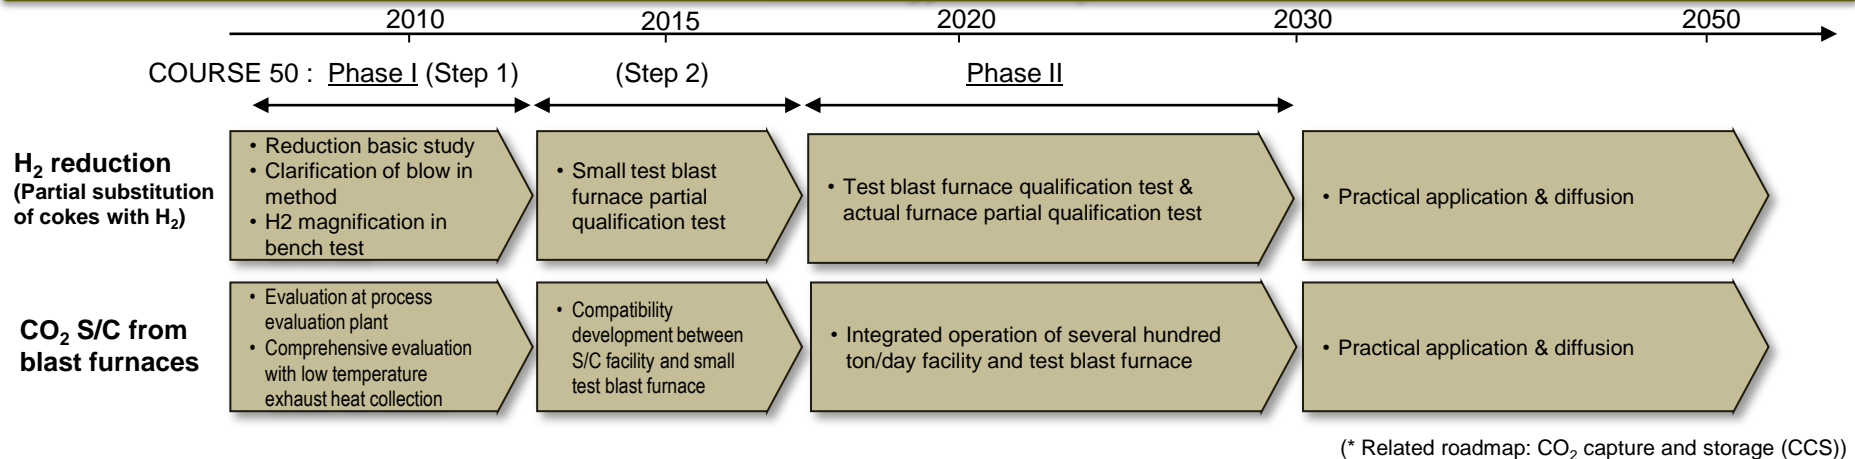 2010 2015 2020 2030 2050
COURSE 50 : Phase I (Step 1) (Step 2) Phase II
H2 reduction
(Partial substitution
of cokes with H2)
• Reduction basic study
• Clarification of blow in
method
• H2 magnification in
bench test
• Small test blast
furnace partial
qualification test
• Test blast furnace qualification test &
actual furnace partial qualification test
• Practical application & diffusion
CO2 S/C from
blast furnaces
• Evaluation at process
evaluation plant
• Comprehensive evaluation
with low temperature
exhaust heat collection
• Compatibility
development between
S/C facility and small
test blast furnace
• Integrated operation of several hundred
ton/day facility and test blast furnace
• Practical application & diffusion
(* Related roadmap: CO2 capture and storage (CCS))